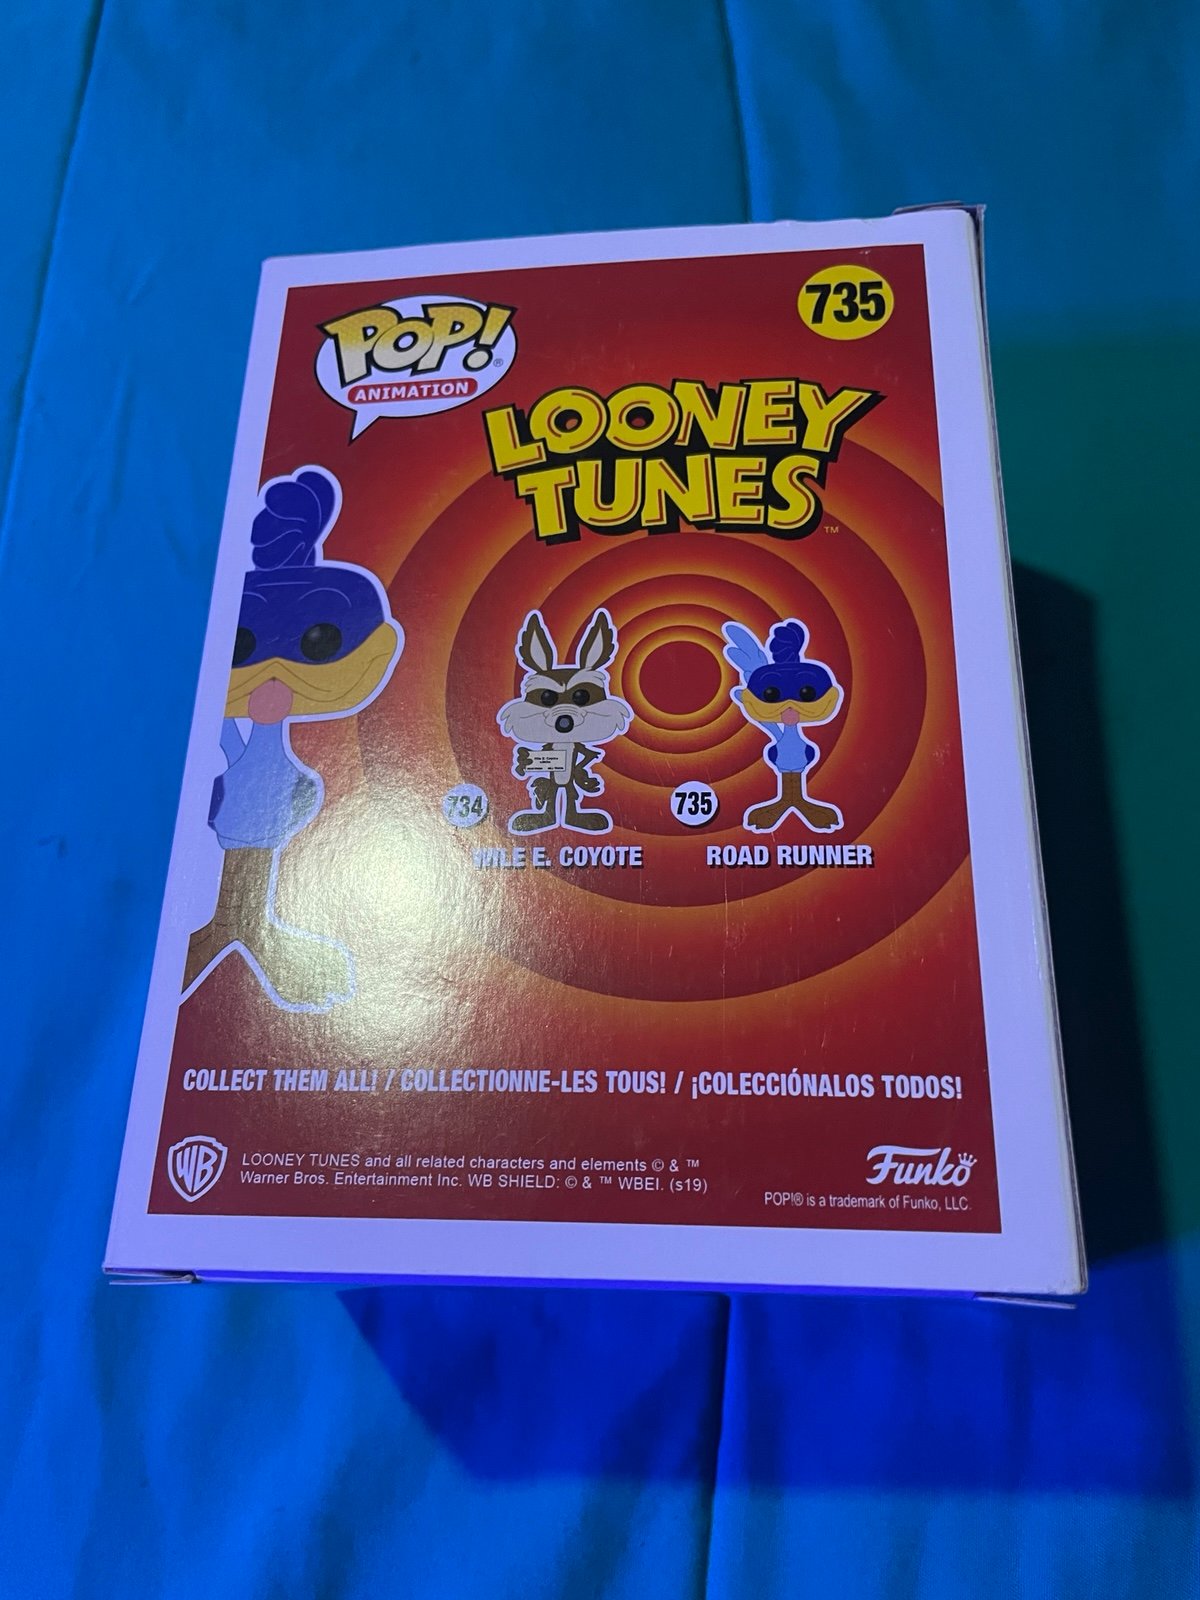 POP!®
ANIMATION
735
LOONEY
TUNES™
734
E. COYOTE
735
ROAD RUNNER
COLLECT THEM ALL! / COLLECTIONNE-LES TOUS! / ¡COLECCIÓNALOS TODOS!
WB
LOONEY TUNES and all related characters and elements © & ™
Warner Bros. Entertainment Inc. WB SHIELD: © & ™ WBEI. (s19)
Funko
POP!® is a trademark of Funko, LLC.